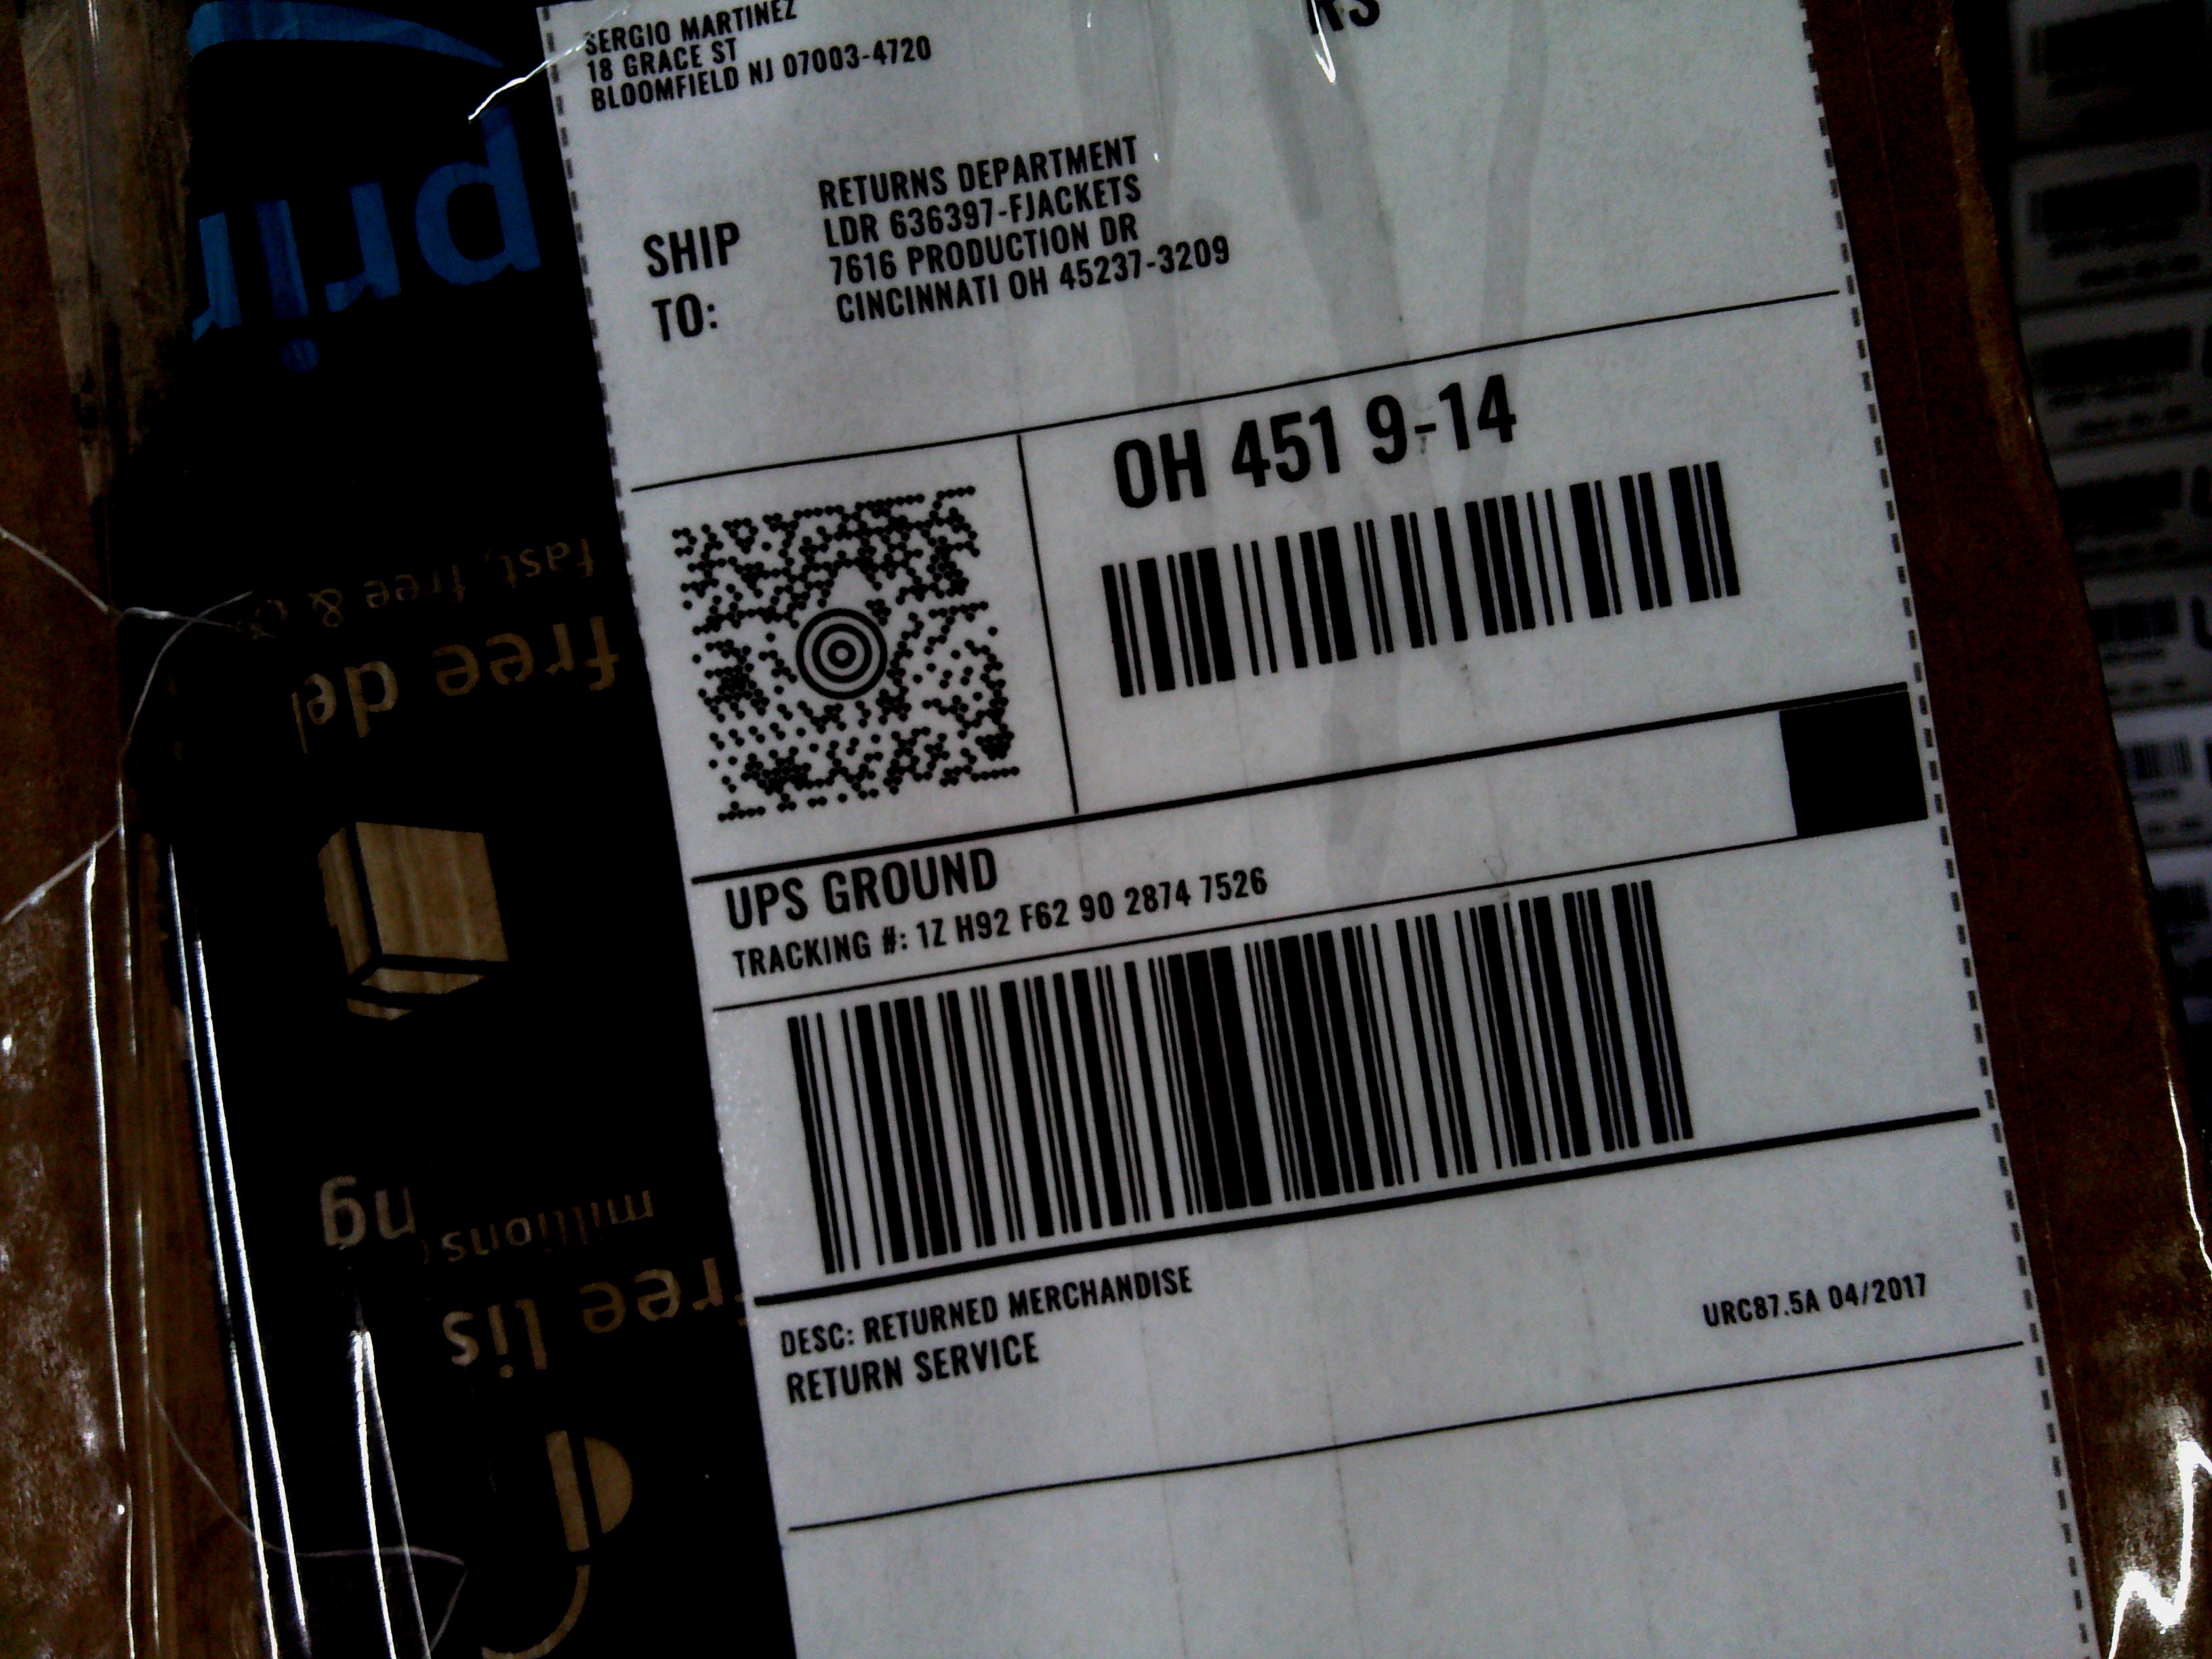 SERGIO MARTINEZ
18 GRACE ST
BLOOMFIELD NJ 07003-4720
RS
SHIP TO:
RETURNS DEPARTMENT
LDR 636397-FJACKETS
7616 PRODUCTION DR
CINCINNATI OH 45237-3209
OH 451 9-14
UPS GROUND
TRACKING #: 1Z H92 F62 90 2874 7526
DESC: RETURNED MERCHANDISE
RETURN SERVICE
URC87.5A 04/2017
pri
fast, free &
free del
millions
free lis
ng